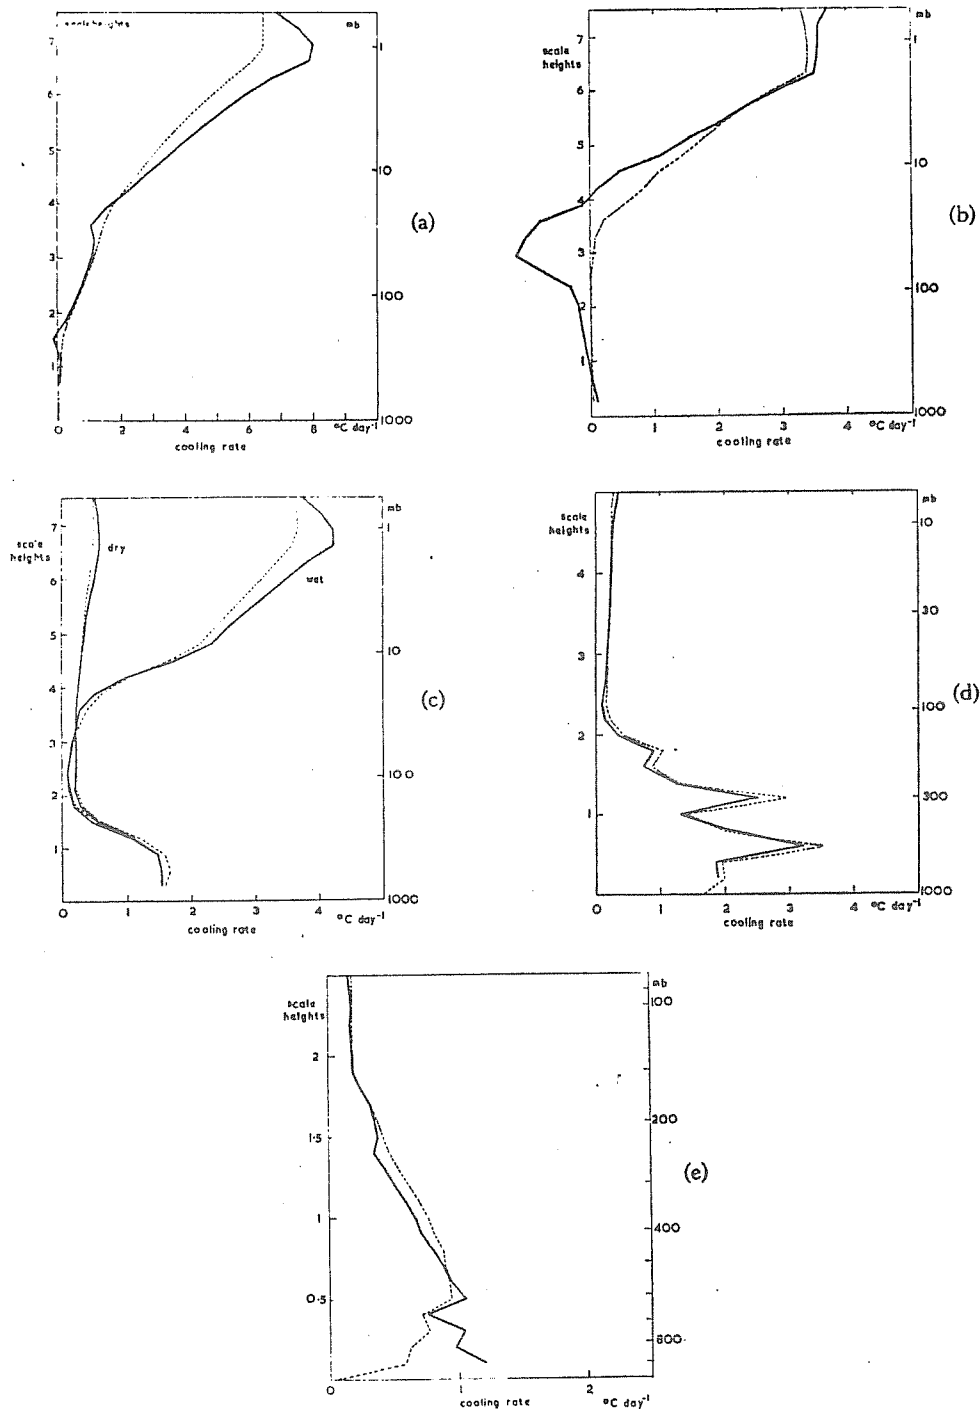 scale heights
mb
7
6
5
4
3
2
1
1
10
100
1000
0 2 4 6 8 °C day-1
cooling rate
(a)
scale
heights
mb
7
6
5
4
3
2
1
1
10
100
1000
0 1 2 3 4 °C day-1
cooling rate
(b)
scale
heights
mb
7
6
5
4
3
2
1
dry
wet
1
10
100
1000
0 1 2 3 4 °C day-1
cooling rate
(c)
scale
heights
mb
4
3
2
1
10
30
100
300
1000
0 1 2 3 4 °C day-1
cooling rate
(d)
scale
heights
mb
2
1·5
1
0·5
100
200
400
800
0 1 2 °C day-1
cooling rate
(e)